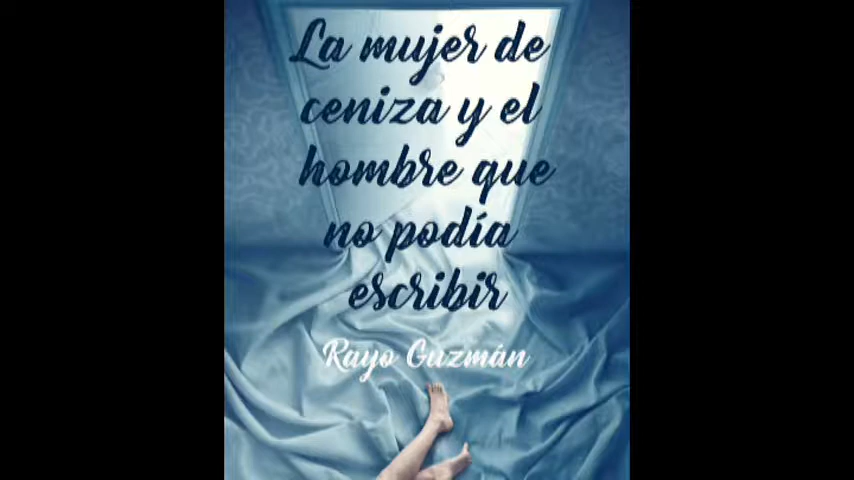 La mujer de
ceniza y el
hombre que
no podía
escribir
Rayo Guzmán